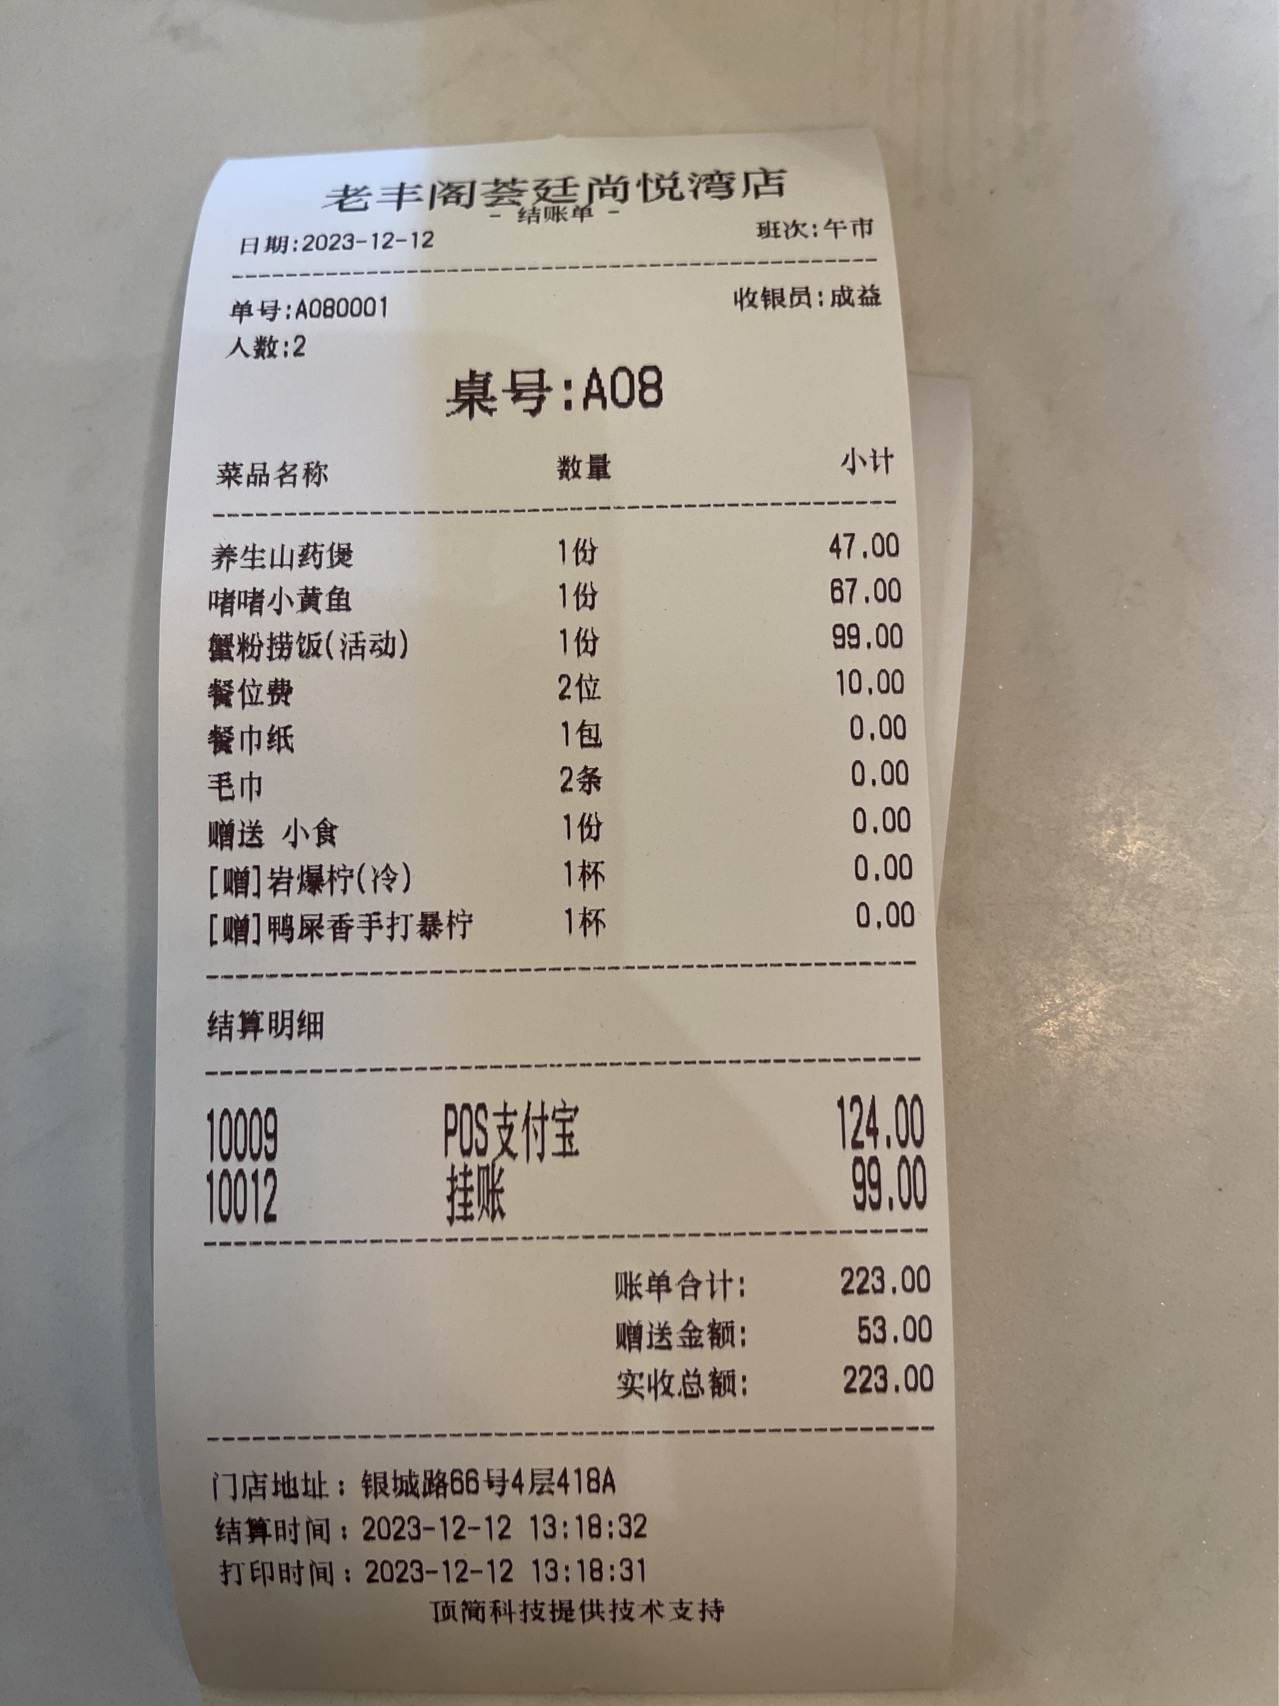 老丰阁荟廷尚悦湾店
- 结账单 -
日期:2023-12-12 班次:午市
单号:A080001 收银员:成益
人数:2
桌号:A08
菜品名称 数量 小计
养生山药煲 1份 47.00
啫啫小黄鱼 1份 67.00
蟹粉捞饭(活动) 1份 99.00
餐位费 2位 10.00
餐巾纸 1包 0.00
毛巾 2条 0.00
赠送 小食 1份 0.00
[赠]岩爆柠(冷) 1杯 0.00
[赠]鸭屎香手打暴柠 1杯 0.00
结算明细
10009 POS支付宝 124.00
10012 挂账 99.00
账单合计: 223.00
赠送金额: 53.00
实收总额: 223.00
门店地址：银城路66号4层418A
结算时间：2023-12-12 13:18:32
打印时间：2023-12-12 13:18:31
顶简科技提供技术支持